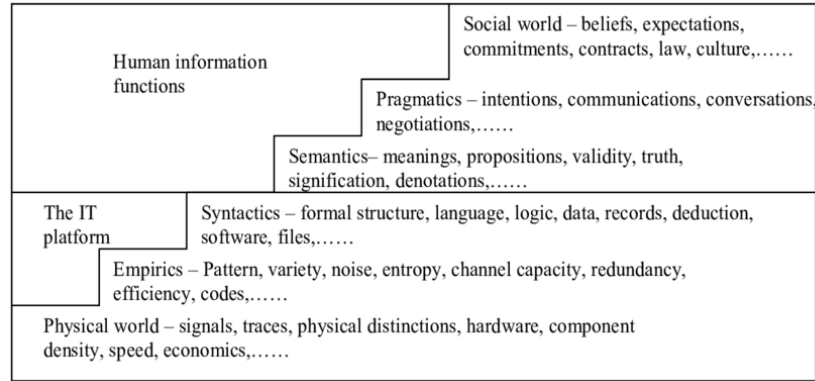 Social world – beliefs, expectations,
commitments, contracts, law, culture,……
Human information
functions
Pragmatics – intentions, communications, conversations,
negotiations,……
Semantics– meanings, propositions, validity, truth,
signification, denotations,……
The IT
platform
Syntactics – formal structure, language, logic, data, records, deduction,
software, files,……
Empirics – Pattern, variety, noise, entropy, channel capacity, redundancy,
efficiency, codes,……
Physical world – signals, traces, physical distinctions, hardware, component
density, speed, economics,……